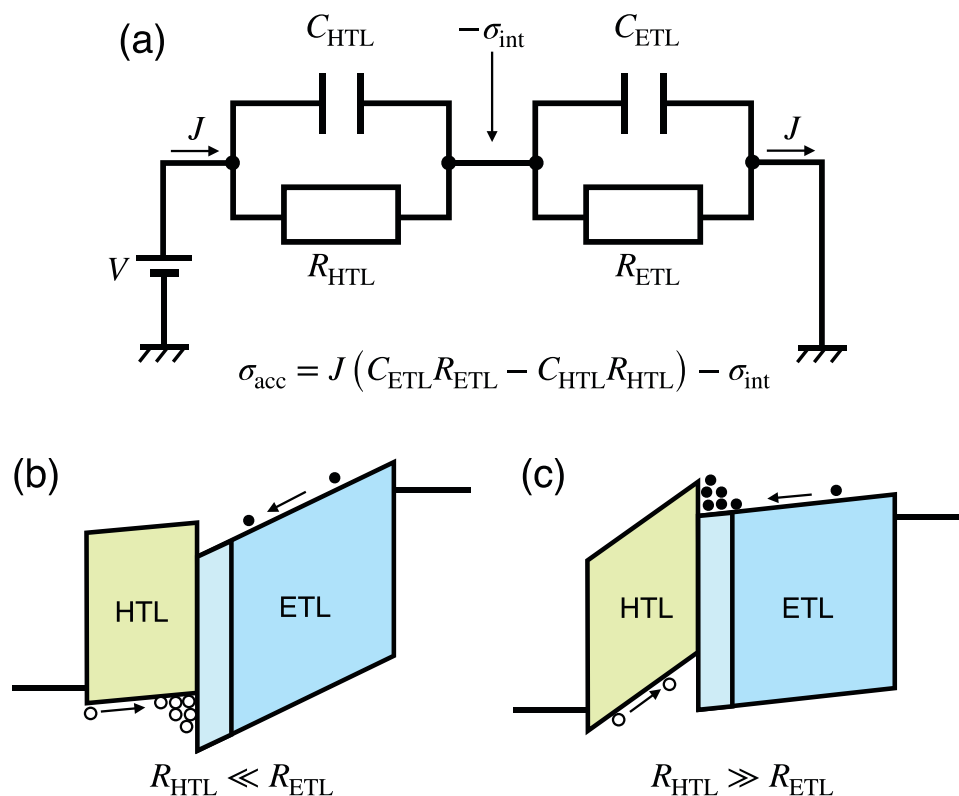 (a)
C_HTL
−σ_int
C_ETL
J
J
V
R_HTL
R_ETL
σ_acc = J (C_ETL R_ETL − C_HTL R_HTL) − σ_int
(b)
(c)
HTL
ETL
HTL
ETL
R_HTL ≪ R_ETL
R_HTL ≫ R_ETL